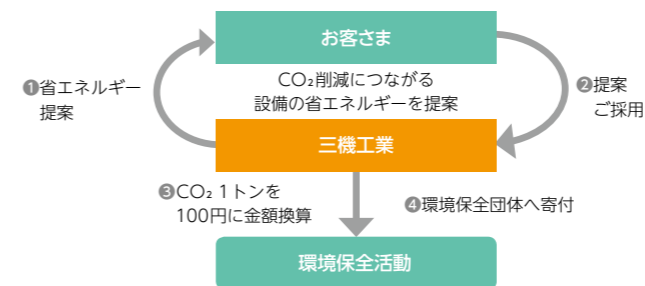 お客さま
❶省エネルギー
提案
CO₂削減につながる
設備の省エネルギーを提案
❷提案
ご採用
三機工業
❸CO₂ 1トンを
100円に金額換算
❹環境保全団体へ寄付
環境保全活動